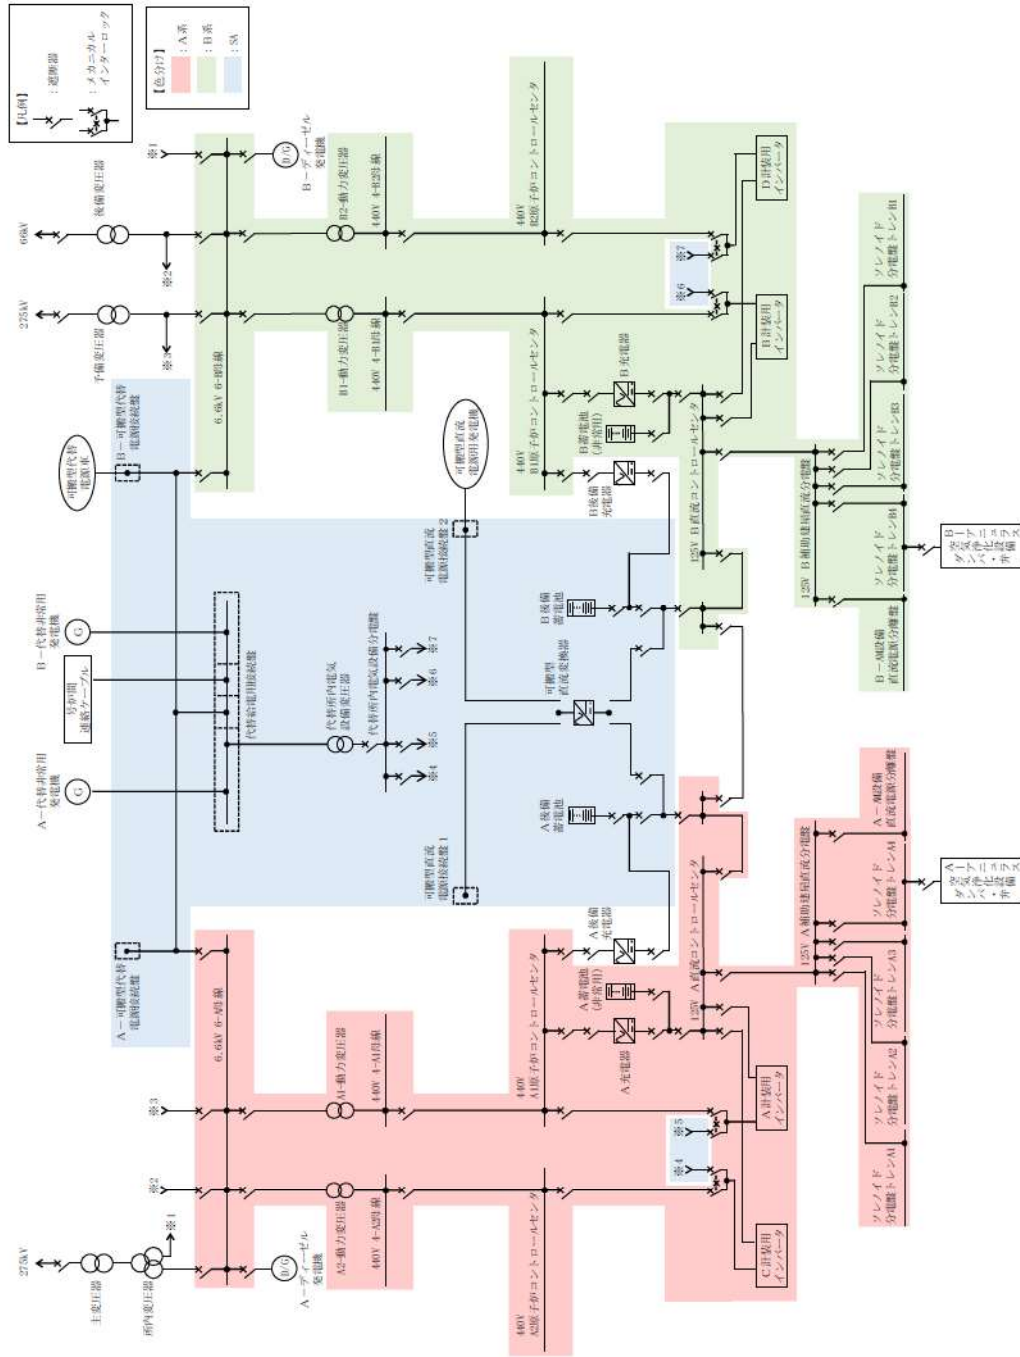 【凡例】
：遮断器
：メカニカル
インターロック
【色分け】
：A系
：B系
：SA
275kV
主変圧器
所内変圧器
※1
※2
※3
275kV
予備変圧器
※3
66kV
後備変圧器
※2
※1
A－ディーゼル
発電機
D/G
6.6kV 6-A母線
A2-動力変圧器
440V 4-A2母線
A1-動力変圧器
440V 4-A1母線
440V
A2原子炉コントロールセンタ
440V
A1原子炉コントロールセンタ
A－可搬型代替
電源接続盤
A－代替非常用
発電機
G
号炉間
連絡ケーブル
B－代替非常用
発電機
G
可搬型代替
電源車
B－可搬型代替
電源接続盤
代替給電用接続盤
代替所内電気
設備変圧器
代替所内電気設備分電盤
※4
※5
※6
※7
6.6kV 6-B母線
B－ディーゼル
発電機
D/G
B1-動力変圧器
440V 4-B1母線
B2-動力変圧器
440V 4-B2母線
440V
B1原子炉コントロールセンタ
440V
B2原子炉コントロールセンタ
可搬型直流
電源接続盤 1
可搬型直流
電源接続盤 2
可搬型直流
電源用発電機
可搬型
直流変換器
A後備
蓄電池
B後備
蓄電池
A充電器
A蓄電池
(非常用)
A後備
充電器
B後備
充電器
B蓄電池
(非常用)
B充電器
125V A直流コントロールセンタ
125V B直流コントロールセンタ
※4
※5
※6
※7
C計装用
インバータ
A計装用
インバータ
B計装用
インバータ
D計装用
インバータ
125V A補助建屋直流分電盤
125V B補助建屋直流分電盤
ソレノイド
分電盤トレンA1
ソレノイド
分電盤トレンA2
ソレノイド
分電盤トレンA3
ソレノイド
分電盤トレンA4
A－AM設備
直流電源分離盤
B－AM設備
直流電源分離盤
ソレノイド
分電盤トレンB4
ソレノイド
分電盤トレンB3
ソレノイド
分電盤トレンB2
ソレノイド
分電盤トレンB1
A－アニュラス
空気浄化設備
ダンパ・弁
B－アニュラス
空気浄化設備
ダンパ・弁